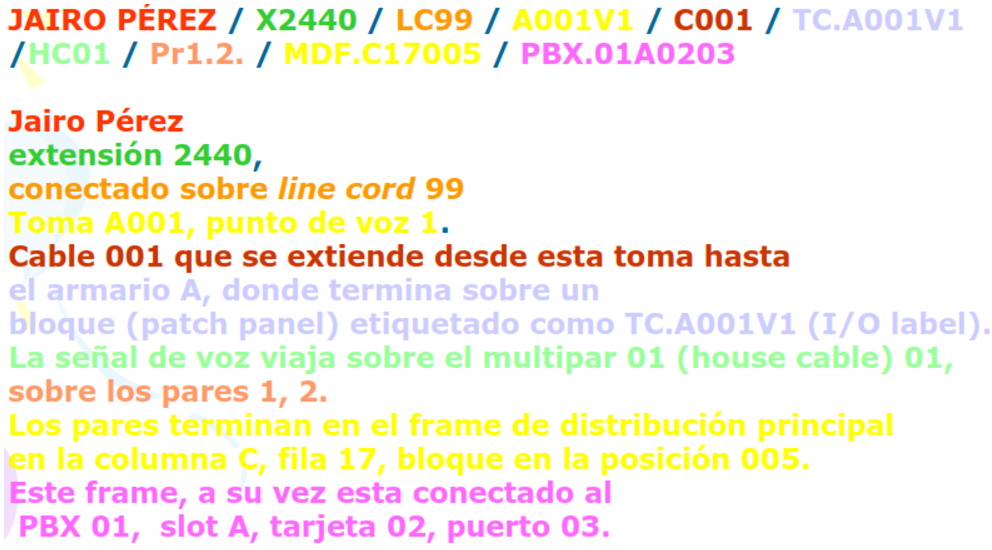 JAIRO PÉREZ / X2440 / LC99 / A001V1 / C001 / TC.A001V1
/HC01 / Pr1.2. / MDF.C17005 / PBX.01A0203
Jairo Pérez
extensión 2440,
conectado sobre line cord 99
Toma A001, punto de voz 1.
Cable 001 que se extiende desde esta toma hasta
el armario A, donde termina sobre un
bloque (patch panel) etiquetado como TC.A001V1 (I/O label).
La señal de voz viaja sobre el multipar 01 (house cable) 01,
sobre los pares 1, 2.
Los pares terminan en el frame de distribución principal
en la columna C, fila 17, bloque en la posición 005.
Este frame, a su vez esta conectado al
PBX 01, slot A, tarjeta 02, puerto 03.